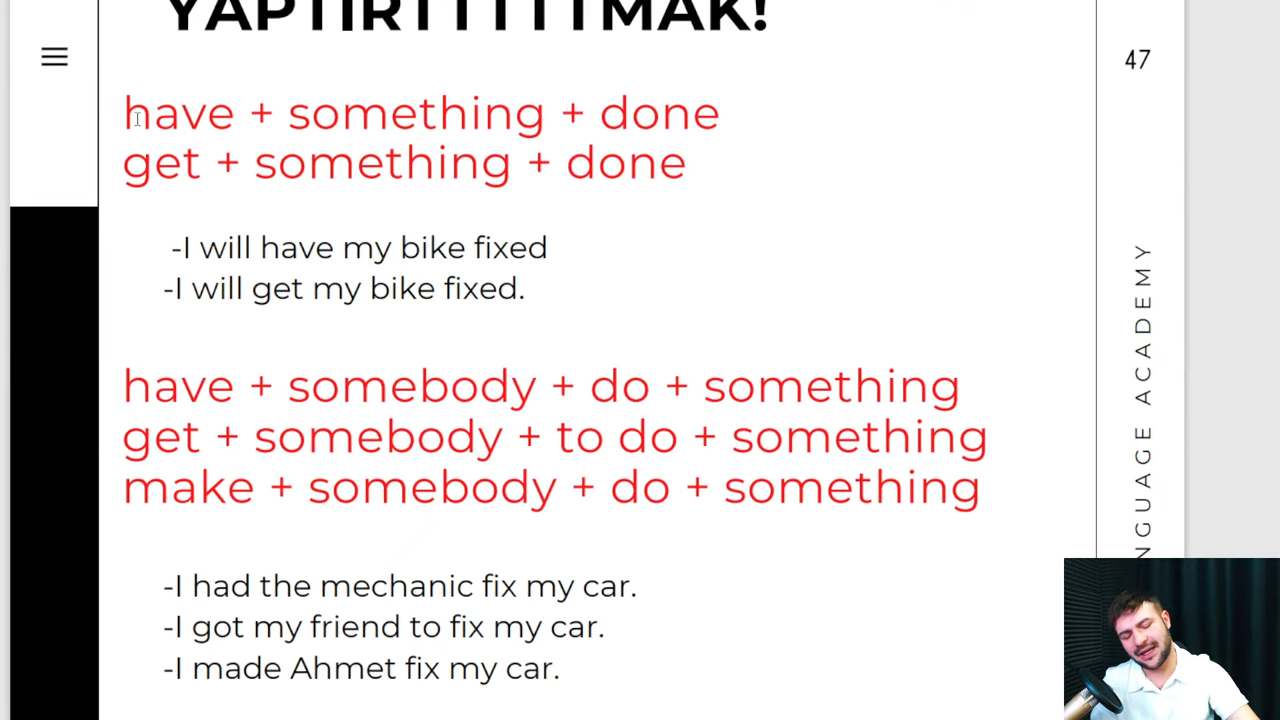 YAPTIRTTTTTMAK!
47
have + something + done
get + something + done
-I will have my bike fixed
-I will get my bike fixed.
have + somebody + do + something
get + somebody + to do + something
make + somebody + do + something
-I had the mechanic fix my car.
-I got my friend to fix my car.
-I made Ahmet fix my car.
ACADEMY